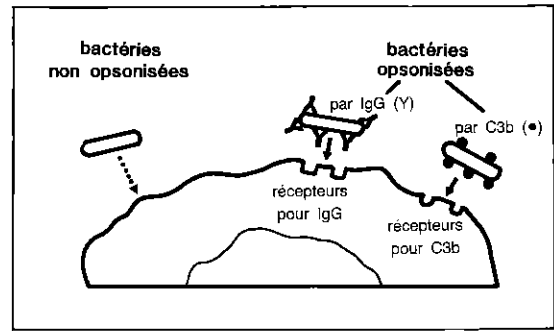 bactéries
non opsonisées
bactéries
opsonisées
par IgG (Y)
par C3b (•)
récepteurs
pour IgG
récepteurs
pour C3b